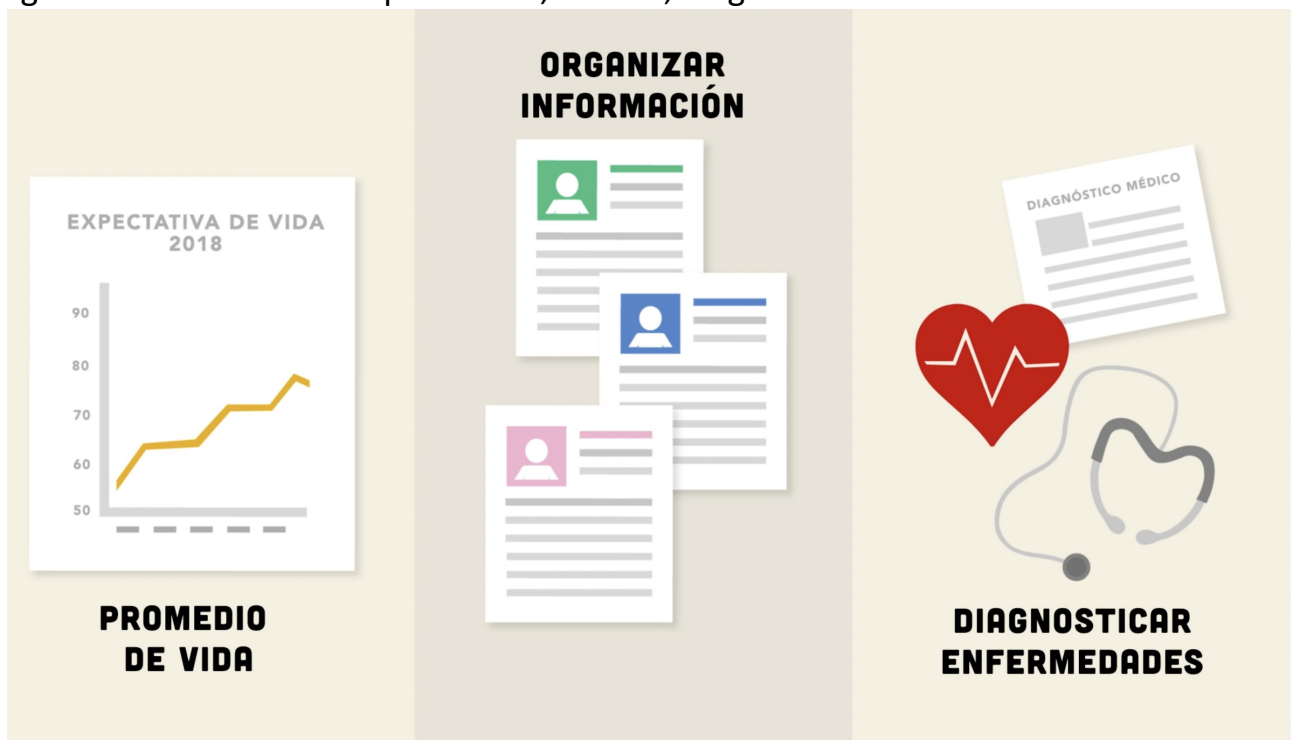 EXPECTATIVA DE VIDA
2018
90
80
70
60
50
PROMEDIO
DE VIDA
ORGANIZAR
INFORMACIÓN
DIAGNÓSTICO MÉDICO
DIAGNOSTICAR
ENFERMEDADES